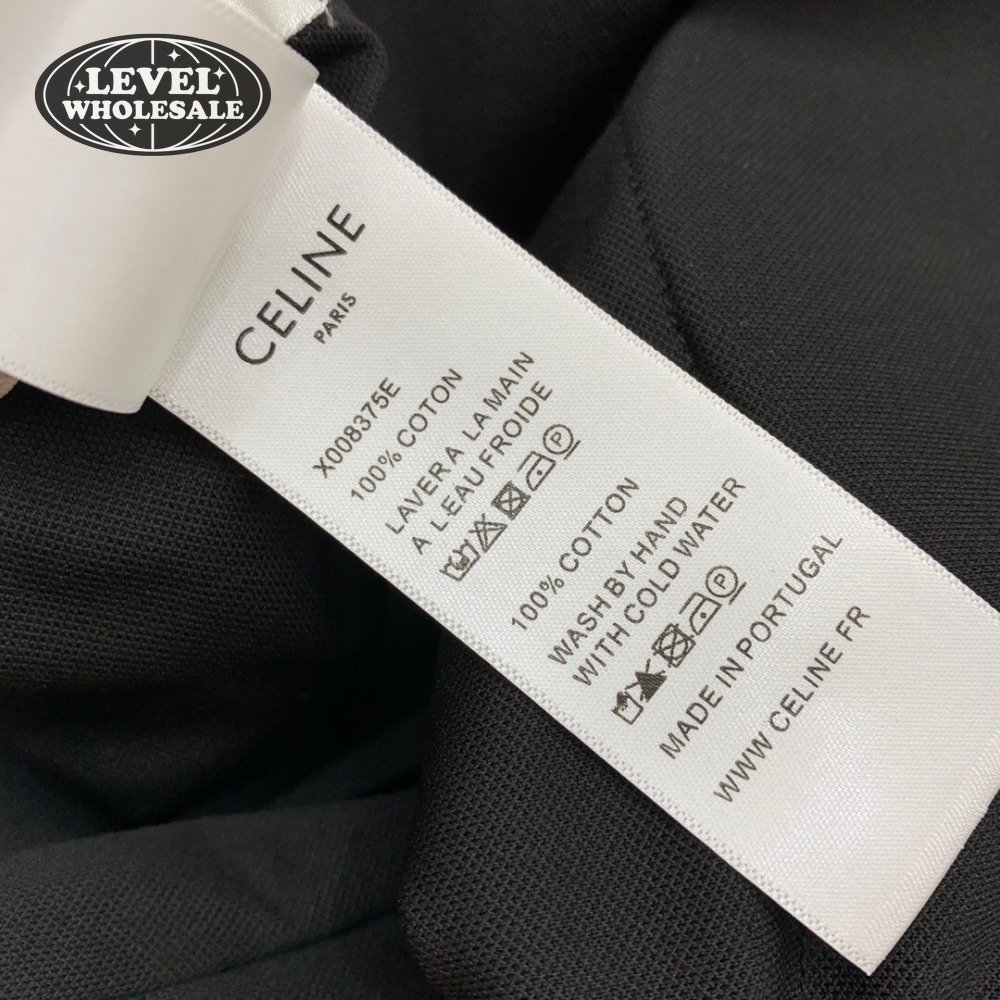 LEVEL
WHOLESALE
CELINE
PARIS
X008375E
100% COTON
LAVER A LA MAIN
A LEAU FROIDE
P
100% COTTON
WASH BY HAND
WITH COLD WATER
P
MADE IN PORTUGAL
WWW CELINE FR